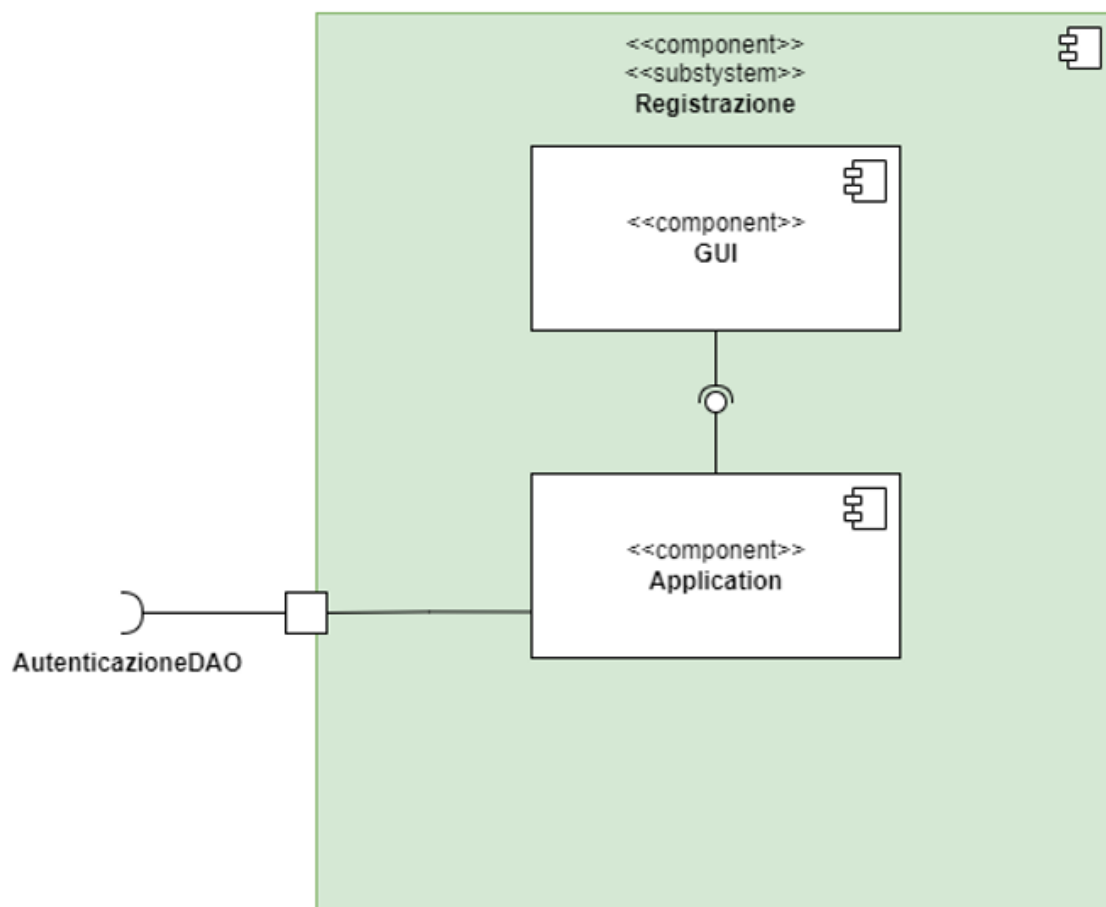 <<component>>
<<substystem>>
Registrazione
<<component>>
GUI
<<component>>
Application
AutenticazioneDAO